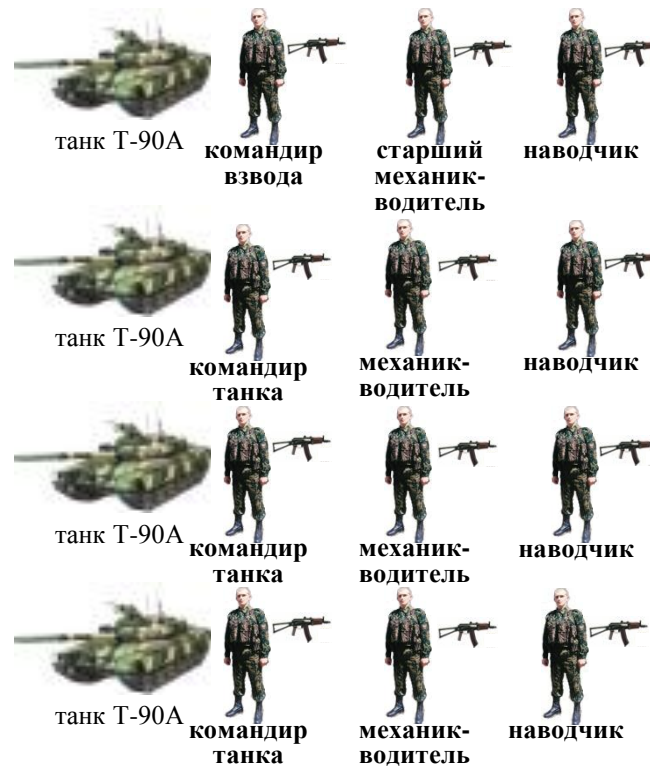 танк Т-90А
командир взвода
старший механик-водитель
наводчик
танк Т-90А
командир танка
механик-водитель
наводчик
танк Т-90А
командир танка
механик-водитель
наводчик
танк Т-90А
командир танка
механик-водитель
наводчик